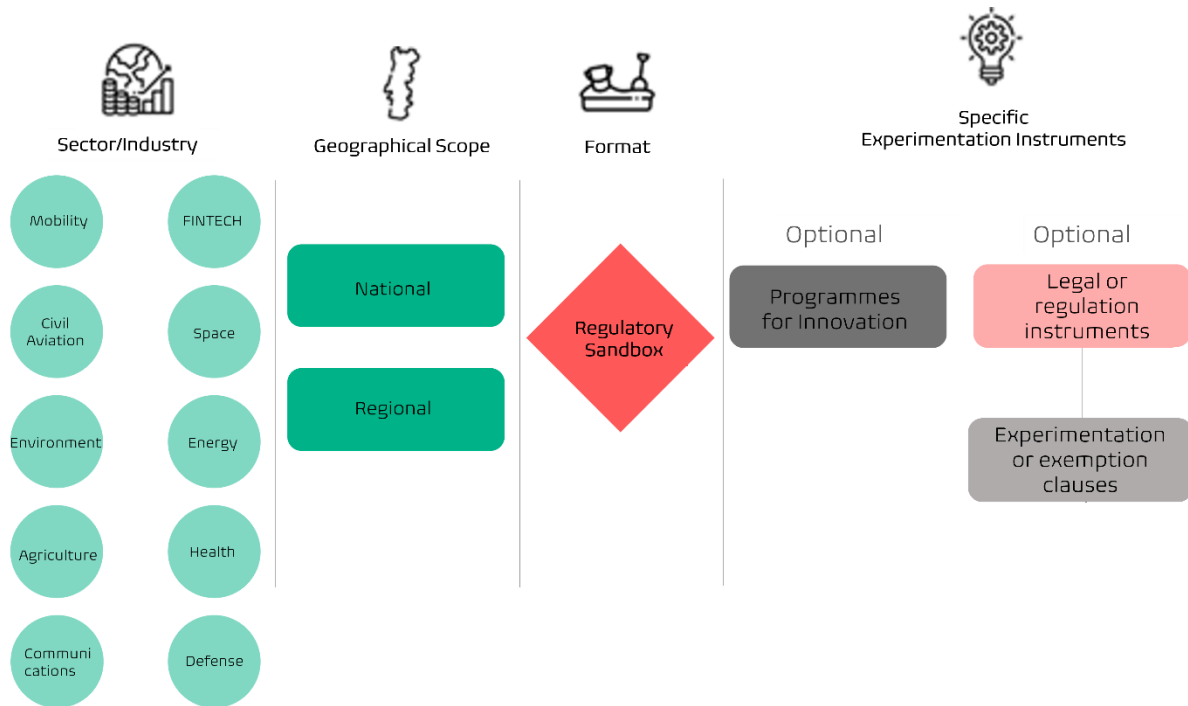 Sector/Industry
Geographical Scope
Format
Specific
Experimentation Instruments
Mobility
FINTECH
Civil
Aviation
Space
Environment
Energy
Agriculture
Health
Communi
cations
Defense
National
Regional
Regulatory
Sandbox
Optional
Programmes
for Innovation
Optional
Legal or
regulation
instruments
Experimentation
or exemption
clauses